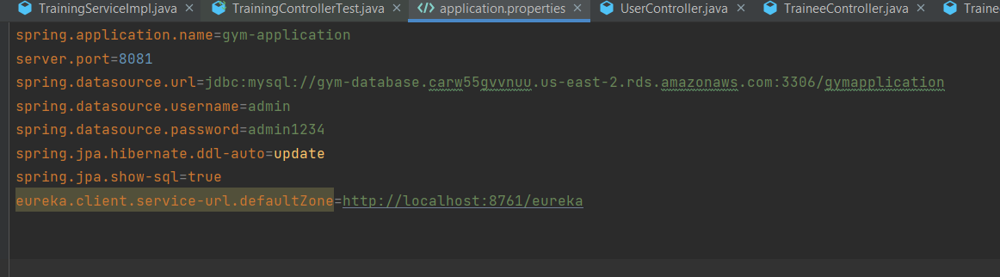 TrainingServiceImpl.java TrainingControllerTest.java application.properties UserController.java TraineeController.java Trainee
spring.application.name=gym-application
server.port=8081
spring.datasource.url=jdbc:mysql://gym-database.carw55gvvnuu.us-east-2.rds.amazonaws.com:3306/gymapplication
spring.datasource.username=admin
spring.datasource.password=admin1234
spring.jpa.hibernate.ddl-auto=update
spring.jpa.show-sql=true
eureka.client.service-url.defaultZone=http://localhost:8761/eureka